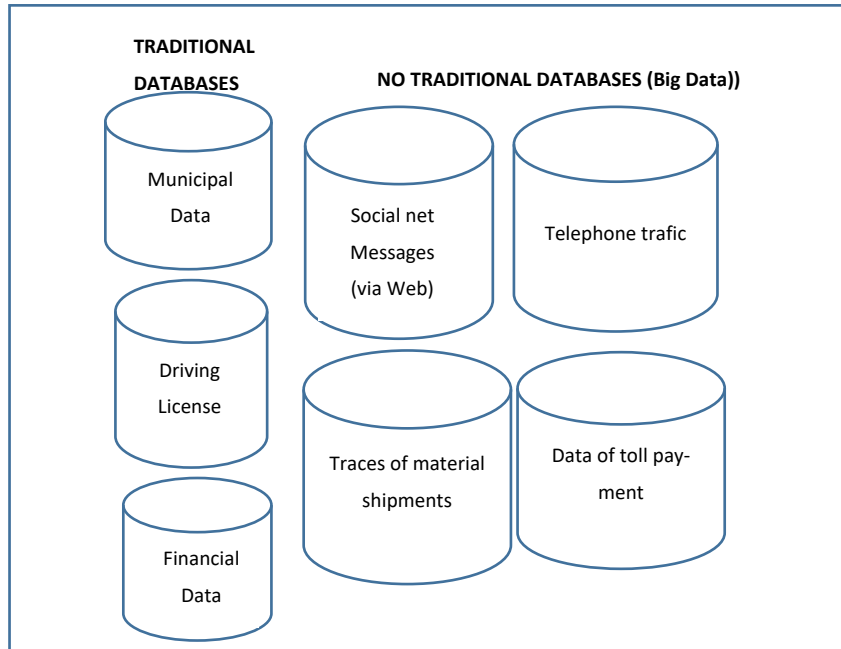 TRADITIONAL
DATABASES
NO TRADITIONAL DATABASES (Big Data))
Municipal
Data
Social net
Messages
(via Web)
Telephone trafic
Driving
License
Traces of material
shipments
Data of toll pay-
ment
Financial
Data